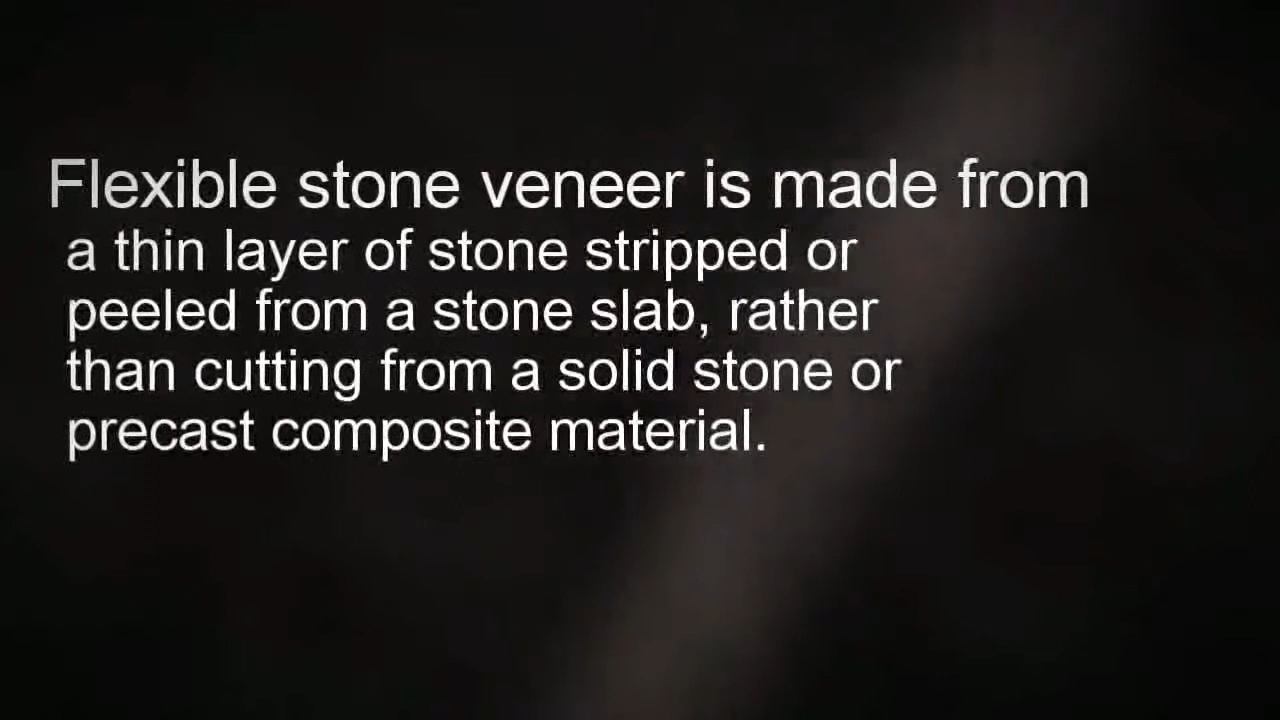 Flexible stone veneer is made from
a thin layer of stone stripped or
peeled from a stone slab, rather
than cutting from a solid stone or
precast composite material.